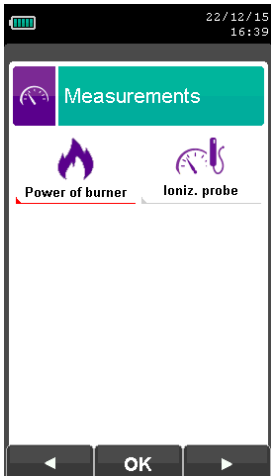 22/12/15
16:39
Measurements
Power of burner
Ioniz. probe
OK